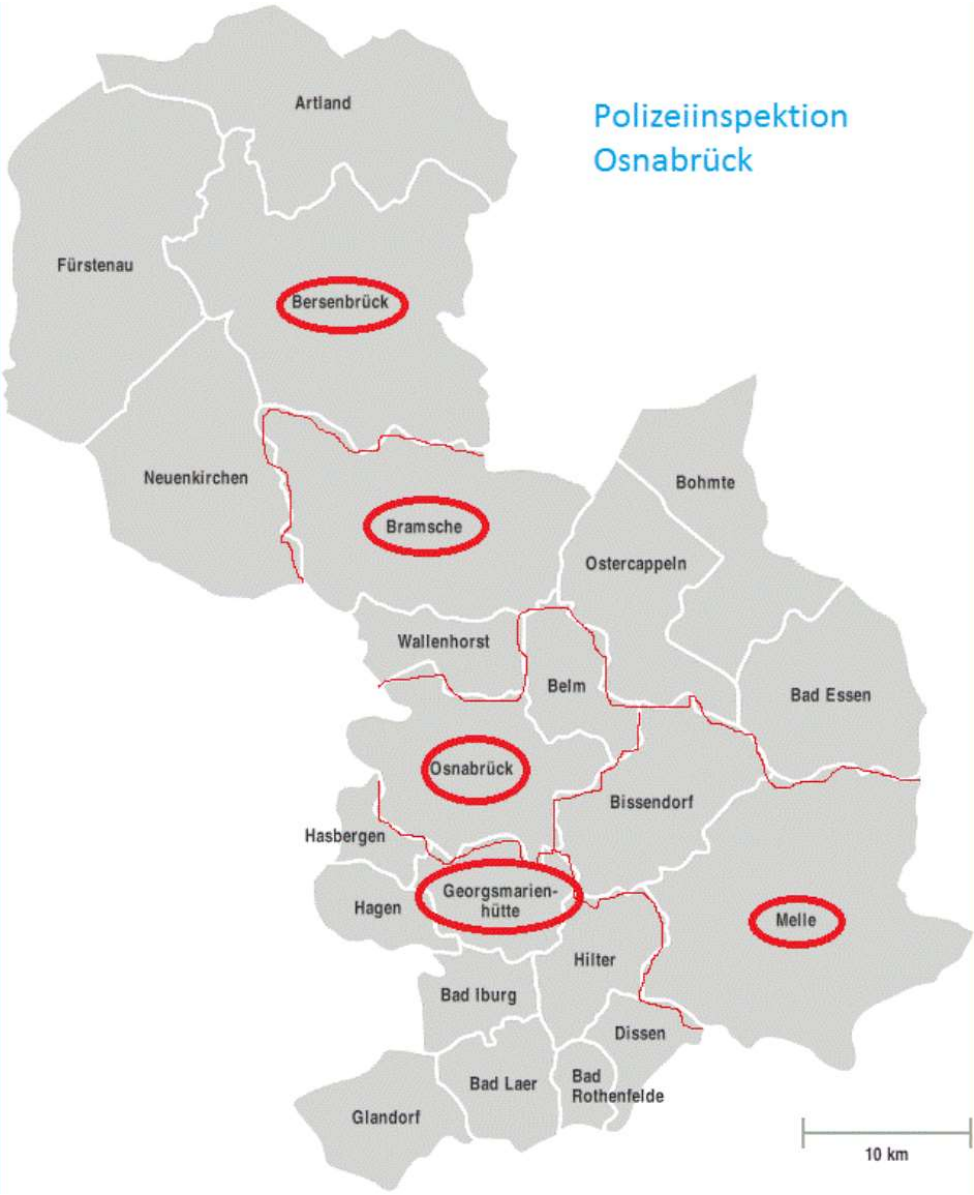 Artland
Polizeiinspektion
Osnabrück
Fürstenau
Bersenbrück
Neuenkirchen
Bohmte
Bramsche
Ostercappeln
Wallenhorst
Belm
Bad Essen
Osnabrück
Bissendorf
Hasbergen
Georgsmarien-
hütte
Hagen
Melle
Hilter
Bad Iburg
Dissen
Bad Laer
Bad
Rothenfelde
Glandorf
10 km